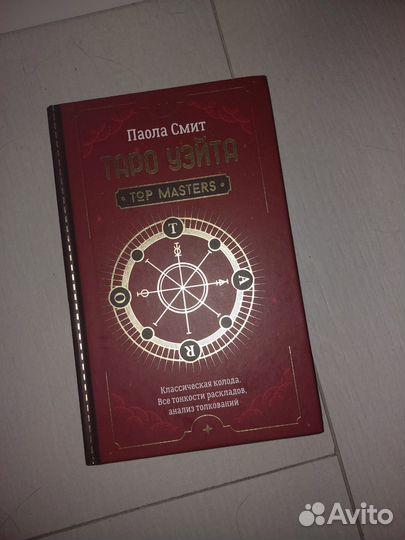 Паола Смит
ТАРО УЭЙТА
TOP MASTERS
T
O
A
R
Классическая колода.
Все тонкости раскладов,
анализ толкований
Avito